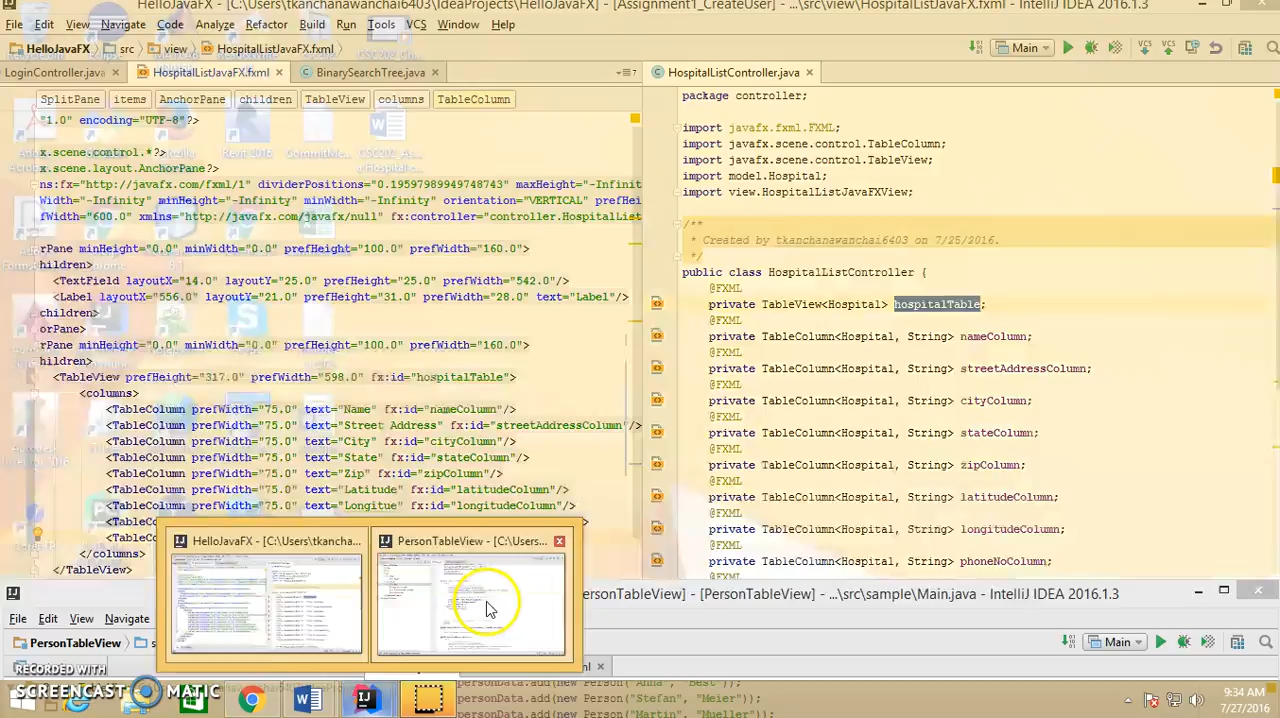 HelloJavaFX - [C:\Users\tkanchanawanchai6403\IdeaProjects\HelloJavaFX] - [Assignment1_CreateUser] - ...\src\view\HospitalListJavaFX.fxml - IntelliJ IDEA 2016.1.3
File Edit View Navigate Code Analyze Refactor Build Run Tools VCS Window Help
HelloJavaFX src view HospitalListJavaFX.fxml Main
LoginController.java HospitalListJavaFX.fxml BinarySearchTree.java HospitalListController.java
SplitPane items AnchorPane children TableView columns TableColumn
"1.0" encoding="UTF-8"?>
x.scene.control.*?>
x.scene.layout.AnchorPane?>
ns:fx="http://javafx.com/fxml/1" dividerPositions="0.19597989949748743" maxHeight="-Infinit
Width="-Infinity" minHeight="-Infinity" minWidth="-Infinity" orientation="VERTICAL" prefHei
fWidth="600.0" xmlns="http://javafx.com/javafx/null" fx:controller="controller.HospitalList
rPane minHeight="0.0" minWidth="0.0" prefHeight="100.0" prefWidth="160.0">
hildren>
<TextField layoutX="14.0" layoutY="25.0" prefHeight="25.0" prefWidth="542.0"/>
<Label layoutX="556.0" layoutY="21.0" prefHeight="31.0" prefWidth="28.0" text="Label"/>
children>
orPane>
rPane minHeight="0.0" minWidth="0.0" prefHeight="100.0" prefWidth="160.0">
hildren>
<TableView prefHeight="317.0" prefWidth="598.0" fx:id="hospitalTable">
<columns>
<TableColumn prefWidth="75.0" text="Name" fx:id="nameColumn"/>
<TableColumn prefWidth="75.0" text="Street Address" fx:id="streetAddressColumn"/>
<TableColumn prefWidth="75.0" text="City" fx:id="cityColumn"/>
<TableColumn prefWidth="75.0" text="State" fx:id="stateColumn"/>
<TableColumn prefWidth="75.0" text="Zip" fx:id="zipColumn"/>
<TableColumn prefWidth="75.0" text="Latitude" fx:id="latitudeColumn"/>
<TableColumn prefWidth="75.0" text="Longitue" fx:id="longitudeColumn"/>
<TableCo
<TableCo
</columns>
</TableView>
package controller;
import javafx.fxml.FXML;
import javafx.scene.control.TableColumn;
import javafx.scene.control.TableView;
import model.Hospital;
import view.HospitalListJavaFXView;
/**
* Created by tkanchanawanchai6403 on 7/25/2016.
*/
public class HospitalListController {
@FXML
private TableView<Hospital> hospitalTable;
@FXML
private TableColumn<Hospital, String> nameColumn;
@FXML
private TableColumn<Hospital, String> streetAddressColumn;
@FXML
private TableColumn<Hospital, String> cityColumn;
@FXML
private TableColumn<Hospital, String> stateColumn;
@FXML
private TableColumn<Hospital, String> zipColumn;
@FXML
private TableColumn<Hospital, String> latitudeColumn;
@FXML
private TableColumn<Hospital, String> longitudeColumn;
@FXML
private TableColumn<Hospital, String> phoneNoColumn;
@FXML
HelloJavaFX - [C:\Users\tkancha... PersonTableView - [C:\Users...
ersonTableView] - [PersonTableView] - ...\src\sample\Main.java - IntelliJ IDEA 2016.1.3
File Edit View Navigate
PersonTableView Main
personData.add(new Person("Anna", "Best"
personData.add(new Person("Stefan", "Meier"));
personData.add(new Person("Martin", "Mueller"));
RECORDED WITH
SCREENCAST MATIC
9:34 AM
7/27/2016